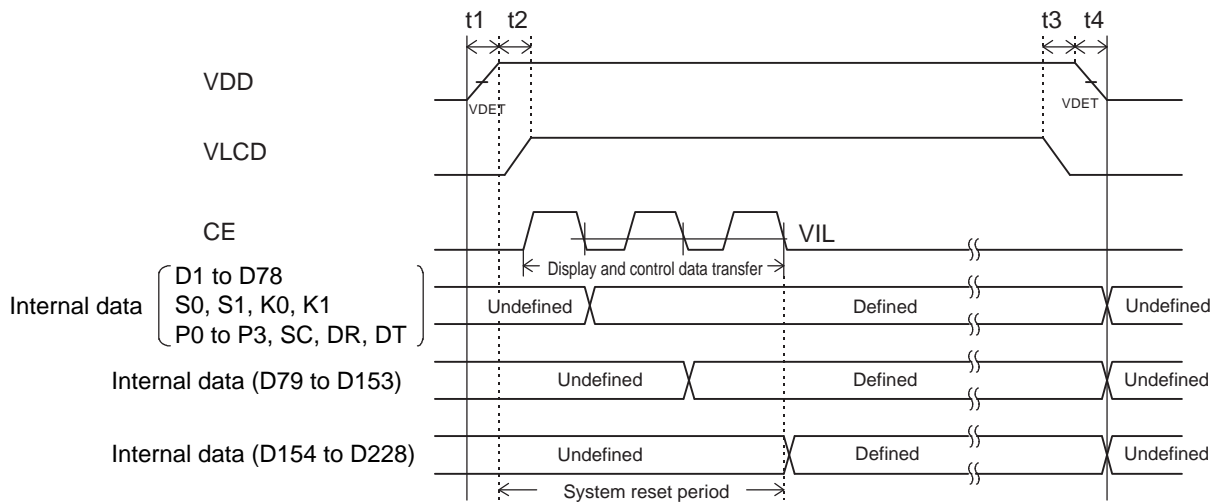 t1 t2 t3 t4
VDD
VDET VDET
VLCD
CE
VIL
Display and control data transfer
D1 to D78
Internal data S0, S1, K0, K1 Undefined Defined Undefined
P0 to P3, SC, DR, DT
Internal data (D79 to D153) Undefined Defined Undefined
Internal data (D154 to D228) Undefined Defined Undefined
System reset period